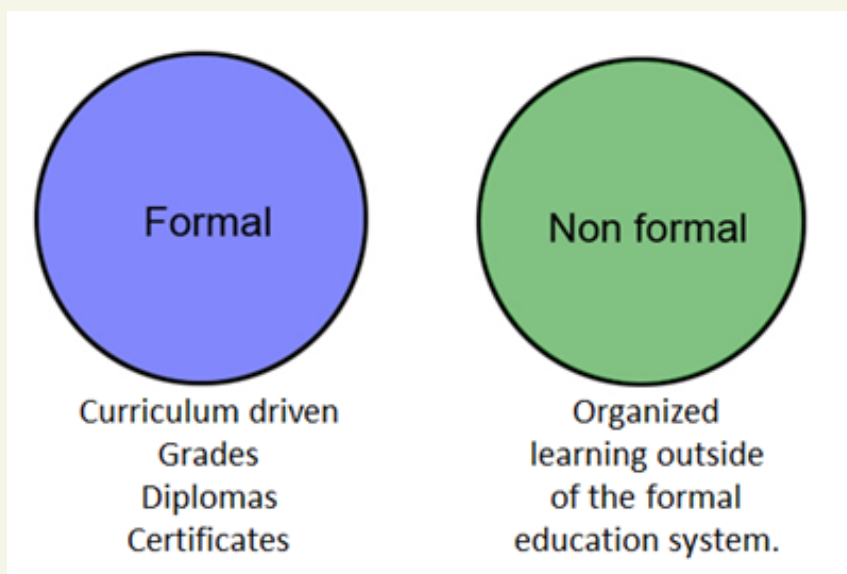 Formal
Curriculum driven
Grades
Diplomas
Certificates
Non formal
Organized
learning outside
of the formal
education system.